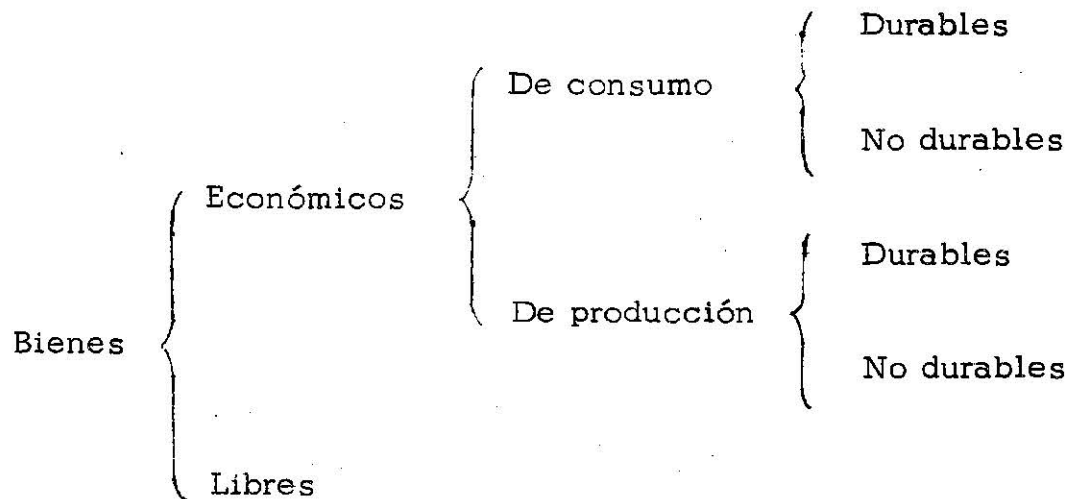 Durables
De consumo
No durables
Económicos
Durables
De producción
Bienes
No durables
Libres